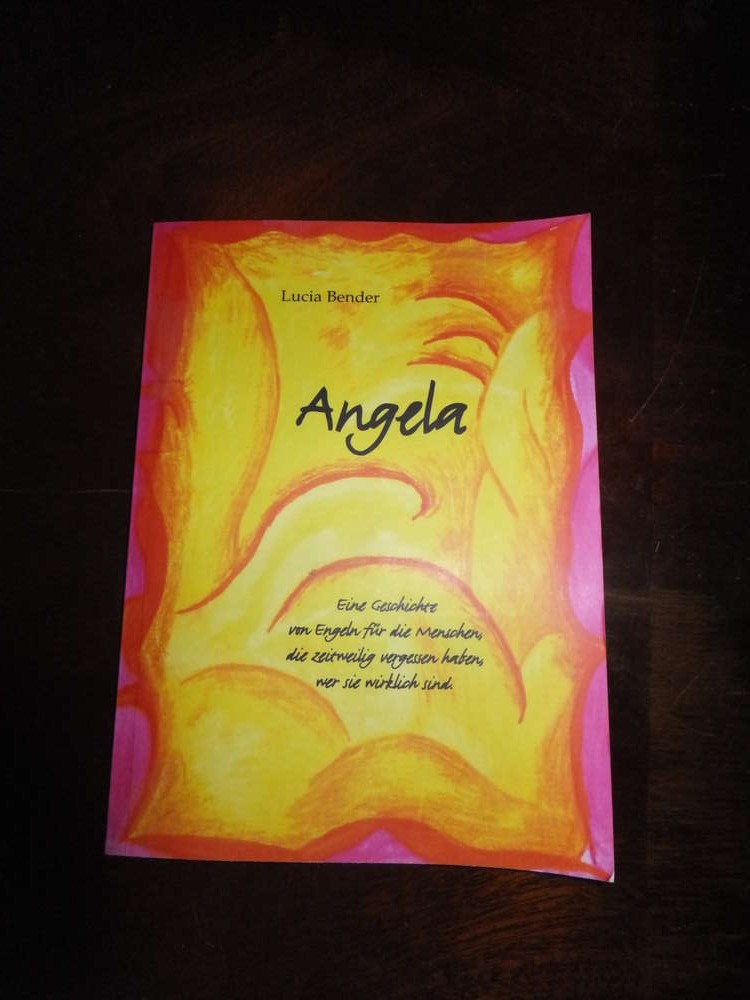 Lucia Bender
Angela
Eine Geschichte
von Engeln für die Menschen,
die zeitweilig vergessen haben,
wer sie wirklich sind.